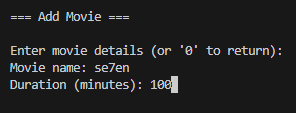 === Add Movie ===
Enter movie details (or '0' to return):
Movie name: se7en
Duration (minutes): 100